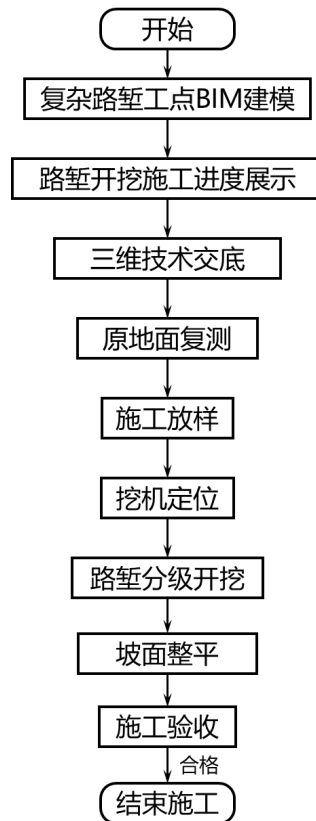 开始
复杂路堑工点BIM建模
路堑开挖施工进度展示
三维技术交底
原地面复测
施工放样
挖机定位
路堑分级开挖
坡面整平
施工验收
合格
结束施工